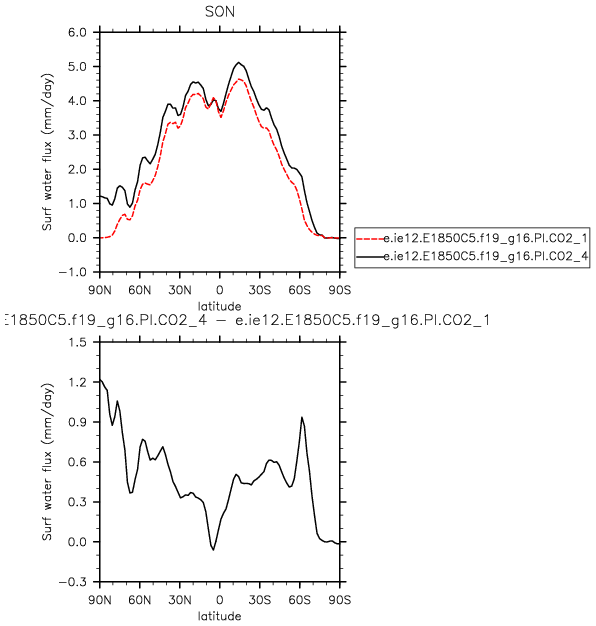 SON
6.0
5.0
4.0
3.0
2.0
1.0
0.0
−1.0
Surf water flux (mm/day)
90N 60N 30N 0 30S 60S 90S
latitude
e.ie12.E1850C5.f19_g16.PI.CO2_1
e.ie12.E1850C5.f19_g16.PI.CO2_4
E1850C5.f19_g16.PI.CO2_4 − e.ie12.E1850C5.f19_g16.PI.CO2_1
1.5
1.2
0.9
0.6
0.3
0.0
−0.3
Surf water flux (mm/day)
90N 60N 30N 0 30S 60S 90S
latitude